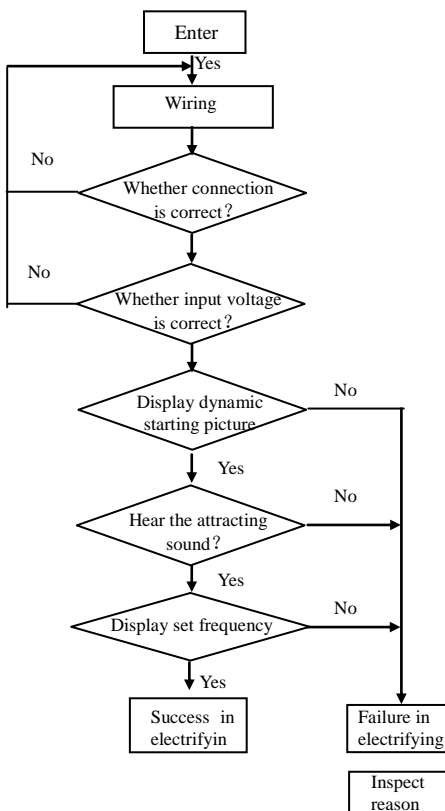 Enter
Yes
Wiring
No
Whether connection
is correct？
No
Whether input voltage
is correct？
Display dynamic
starting picture
No
Yes
Hear the attracting
sound？
No
Yes
Display set frequency
No
Yes
Success in
electrifyin
Failure in
electrifying
Inspect
reason